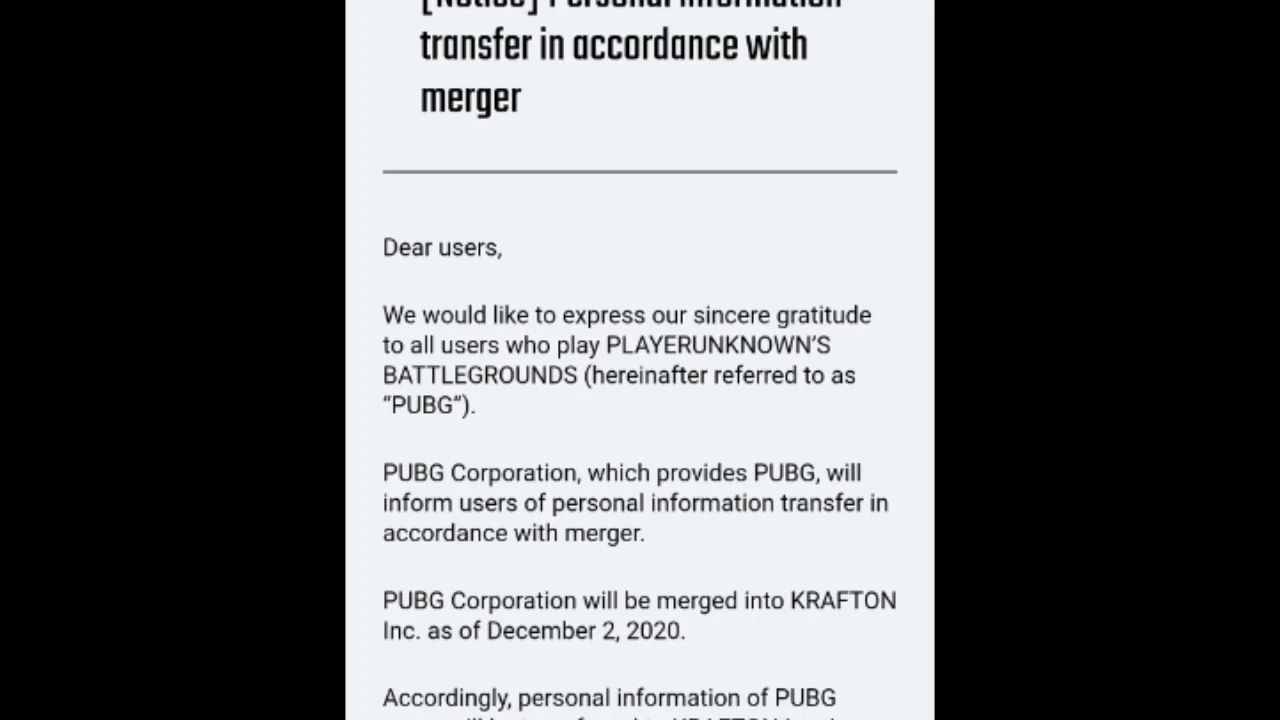 [Notice] Personal information
transfer in accordance with
merger
Dear users,
We would like to express our sincere gratitude
to all users who play PLAYERUNKNOWN'S
BATTLEGROUNDS (hereinafter referred to as
“PUBG”).
PUBG Corporation, which provides PUBG, will
inform users of personal information transfer in
accordance with merger.
PUBG Corporation will be merged into KRAFTON
Inc. as of December 2, 2020.
Accordingly, personal information of PUBG